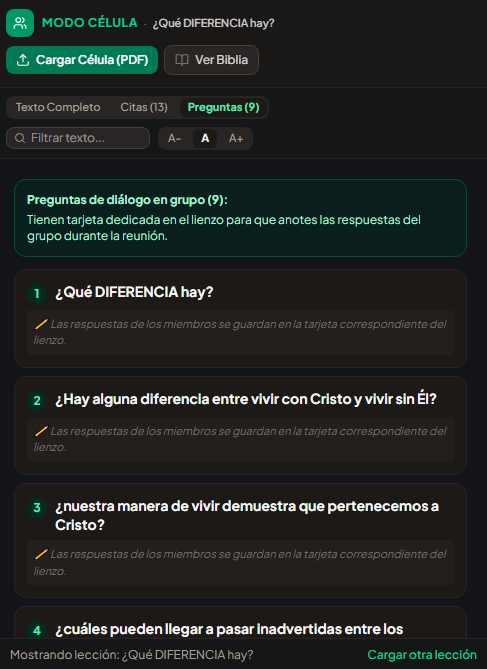 MODO CÉLULA · ¿Qué DIFERENCIA hay?
Cargar Célula (PDF) Ver Biblia
Texto Completo Citas (13) Preguntas (9)
Filtrar texto... A- A A+
Preguntas de diálogo en grupo (9):
Tienen tarjeta dedicada en el lienzo para que anotes las respuestas del
grupo durante la reunión.
1 ¿Qué DIFERENCIA hay?
Las respuestas de los miembros se guardan en la tarjeta correspondiente del
lienzo.
2 ¿Hay alguna diferencia entre vivir con Cristo y vivir sin Él?
Las respuestas de los miembros se guardan en la tarjeta correspondiente del
lienzo.
3 ¿nuestra manera de vivir demuestra que pertenecemos a
Cristo?
Las respuestas de los miembros se guardan en la tarjeta correspondiente del
lienzo.
4 ¿cuáles pueden llegar a pasar inadvertidas entre los
Mostrando lección: ¿Qué DIFERENCIA hay? Cargar otra lección